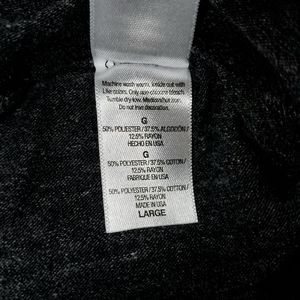 Machine wash warm, inside out with
Like colors. Only non-chlorine bleach.
Tumble dry low. Medium hot iron.
Do not iron decoration.
G
50% POLYESTER / 37.5% ALGODÓN /
12.5% RAYON
HECHO EN USA
G
50% POLYESTER / 37.5% COTON /
12.5% RAYON
FABRIQUE EN USA
50% POLYESTER / 37.5% COTTON /
12.5% RAYON
MADE IN USA
LARGE